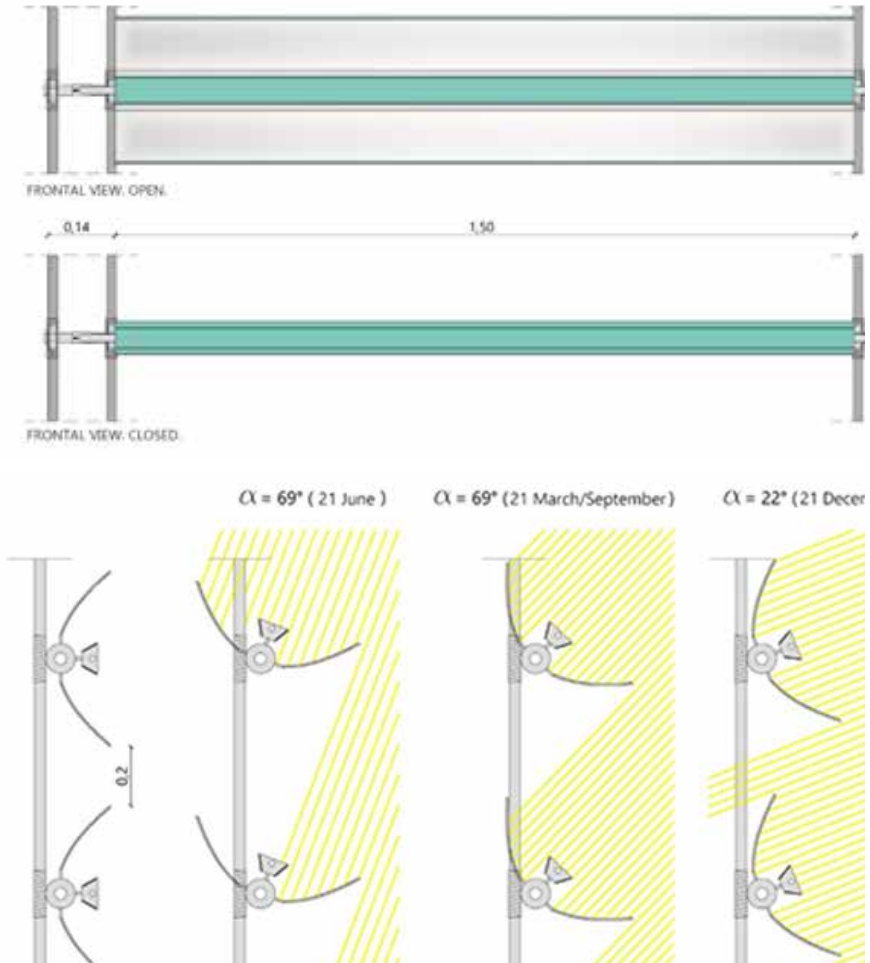 FRONTAL VIEW. OPEN.
0,14
1,50
FRONTAL VIEW. CLOSED.
α = 69° ( 21 June )
α = 69° (21 March/September)
α = 22° (21 Decer
0.2